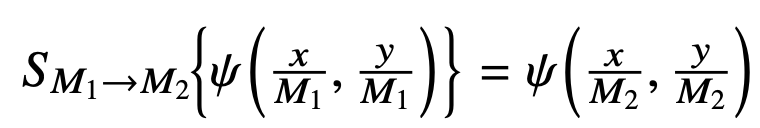 S_{M_1→M_2}{ψ(x/M_1, y/M_1)} = ψ(x/M_2, y/M_2)